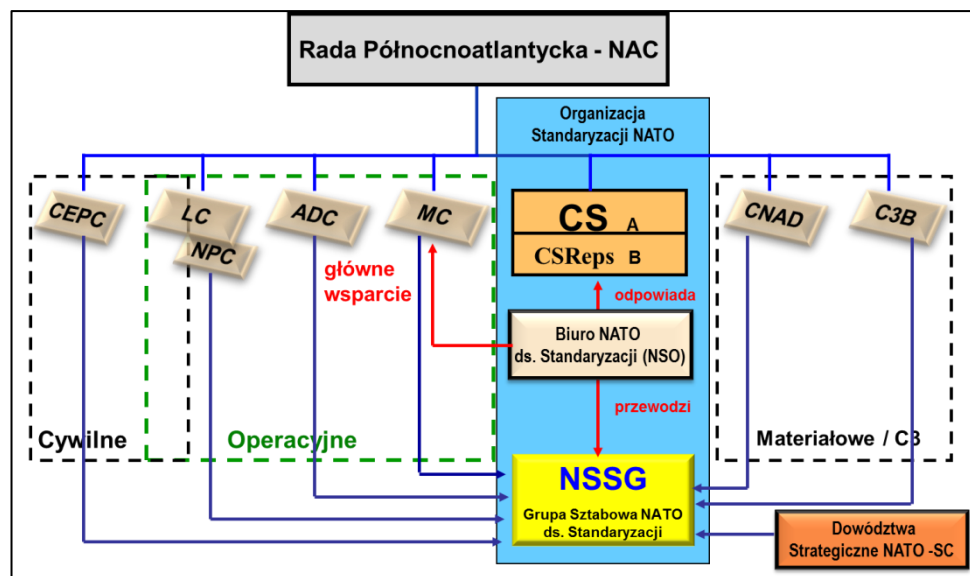 Rada Północnoatlantycka - NAC
Organizacja
Standaryzacji NATO
CEPC
LC
NPC
ADC
MC
CS A
CSReps B
CNAD
C3B
główne
wsparcie
odpowiada
Biuro NATO
ds. Standaryzacji (NSO)
przewodzi
Cywilne
Operacyjne
Materiałowe / C3
NSSG
Grupa Sztabowa NATO
ds. Standaryzacji
Dowództwa
Strategiczne NATO -SC